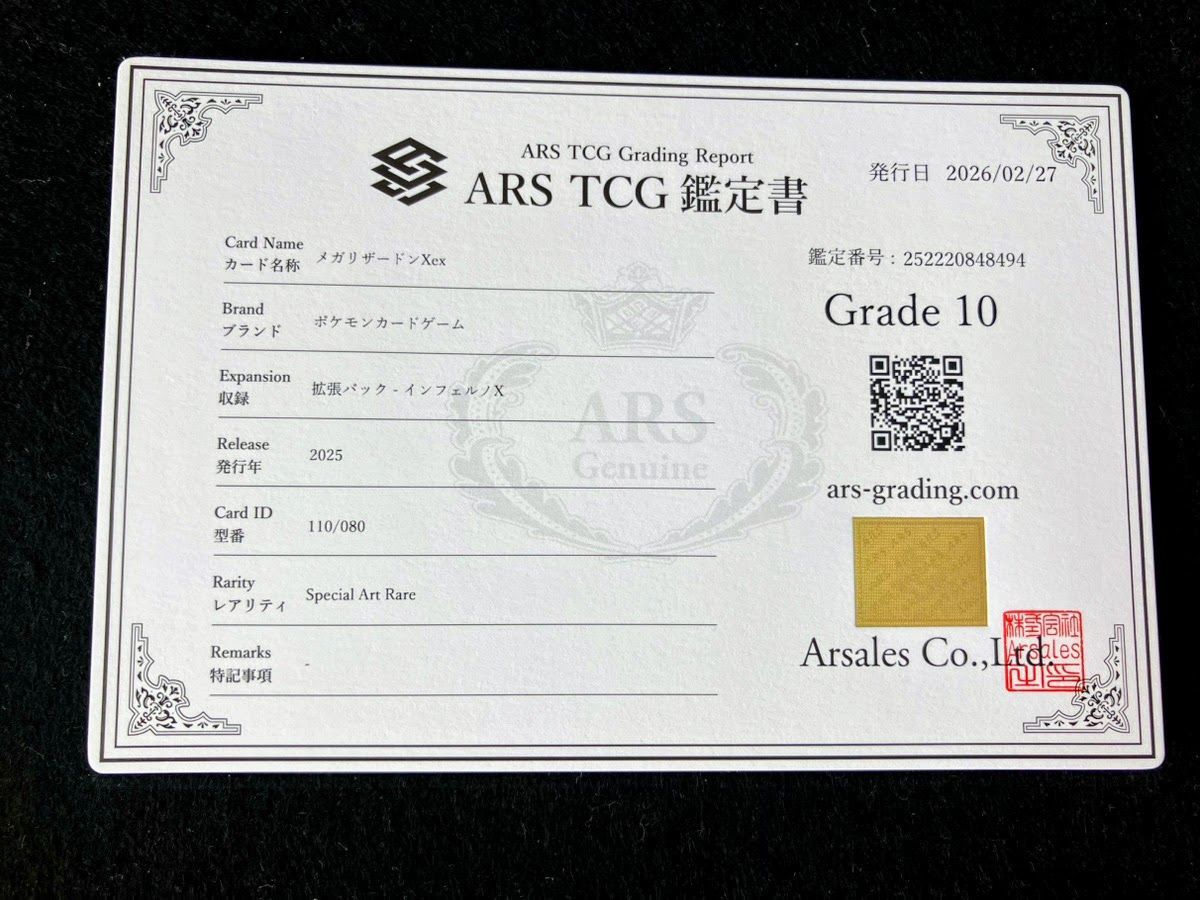 ARS TCG Grading Report
ARS TCG 鑑定書
発行日 2026/02/27
Card Name
カード名称 メガリザードンXex
Brand
ブランド ポケモンカードゲーム
Expansion
収録 拡張パック - インフェルノX
Release
発行年 2025
Card ID
型番 110/080
Rarity
レアリティ Special Art Rare
Remarks
特記事項 -
ARS
Genuine
鑑定番号 : 252220848494
Grade 10
ars-grading.com
Arsales Co.,Ltd.
株式会社
Arsales